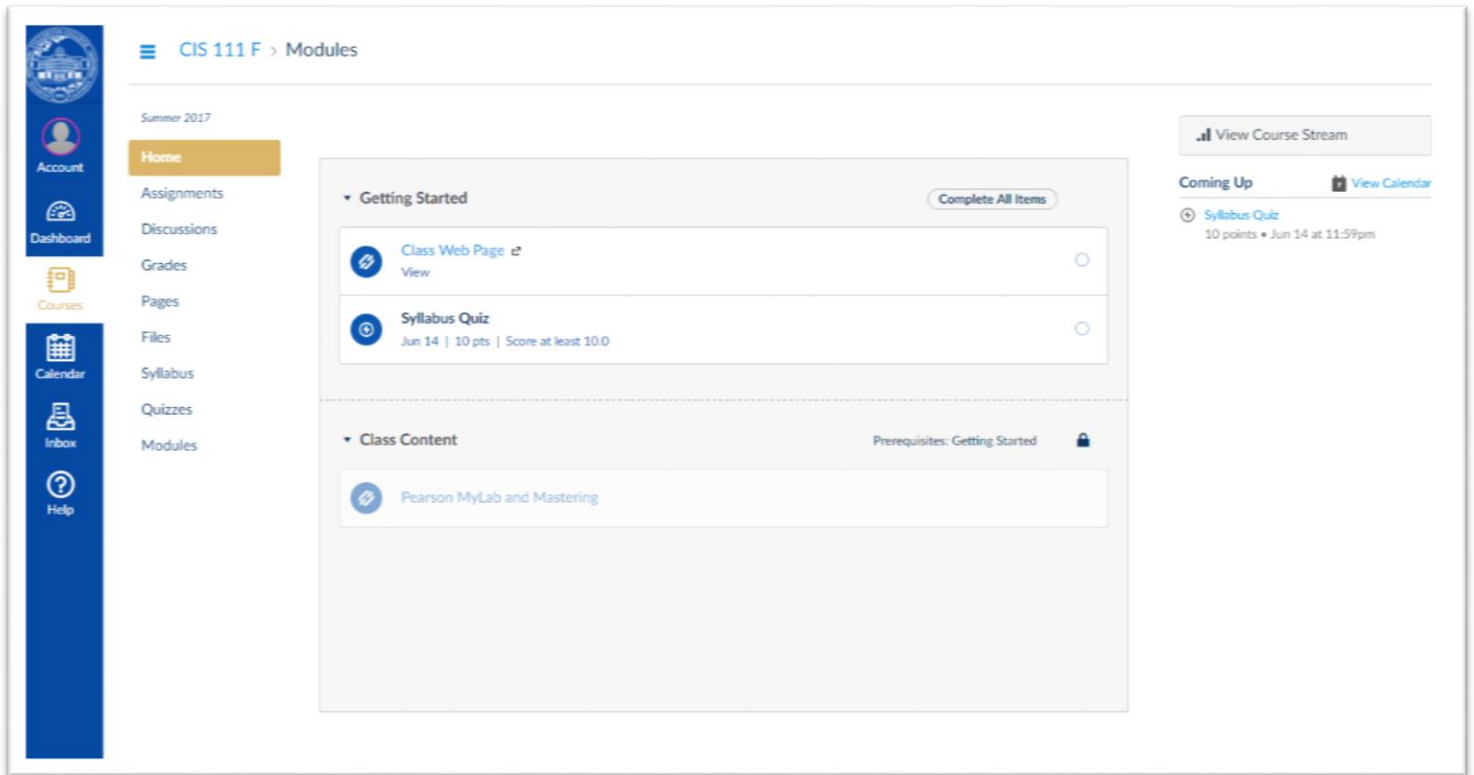 CIS 111 F > Modules
Account
Dashboard
Courses
Calendar
Inbox
Help
Summer 2017
Home
Assignments
Discussions
Grades
Pages
Files
Syllabus
Quizzes
Modules
Getting Started Complete All Items
Class Web Page
View
Syllabus Quiz
Jun 14 | 10 pts | Score at least 10.0
Class Content Prerequisites: Getting Started
Pearson MyLab and Mastering
View Course Stream
Coming Up View Calendar
Syllabus Quiz
10 points • Jun 14 at 11:59pm